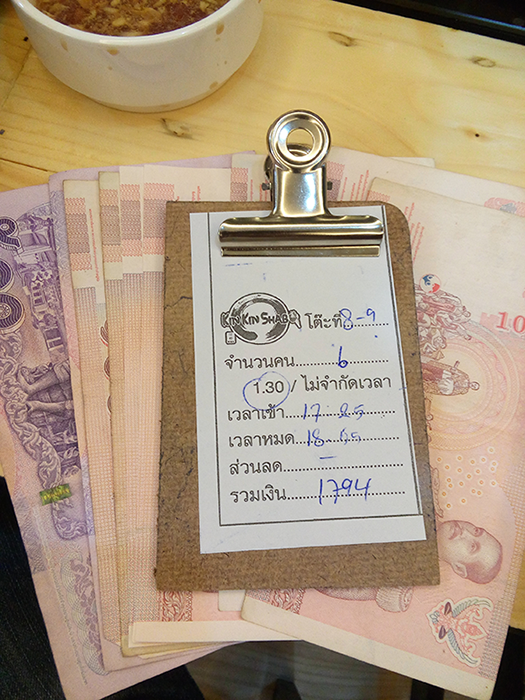 KIN KIN SHABU โต๊ะที่ 8-9
จำนวนคน 6
1.30 / ไม่จำกัดเวลา
เวลาเข้า 17 25
เวลาหมด 18 55
ส่วนลด –
รวมเงิน 1794
10